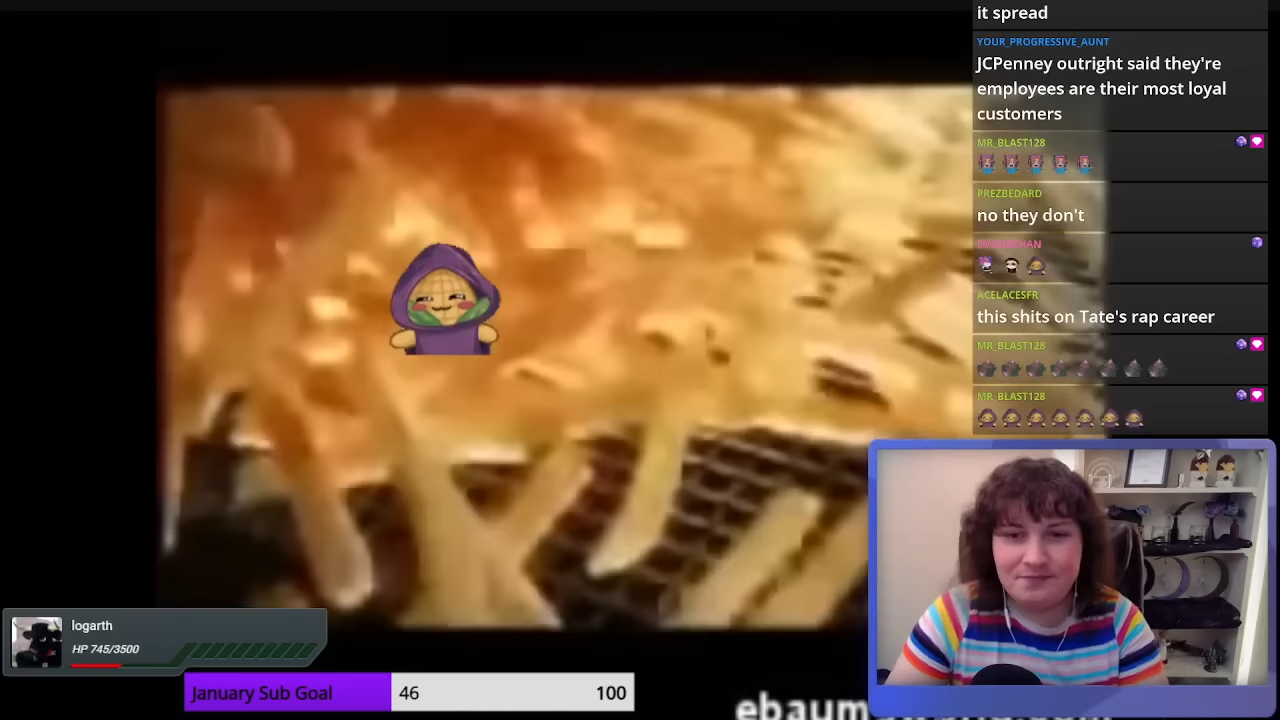 it spread
YOUR_PROGRESSIVE_AUNT
JCPenney outright said they're
employees are their most loyal
customers
MR_BLAST128
PREZBEDARD
no they don't
ACELACESFR
this shits on Tate's rap career
MR_BLAST128
MR_BLAST128
logarth
HP 745/3500
January Sub Goal 46 100